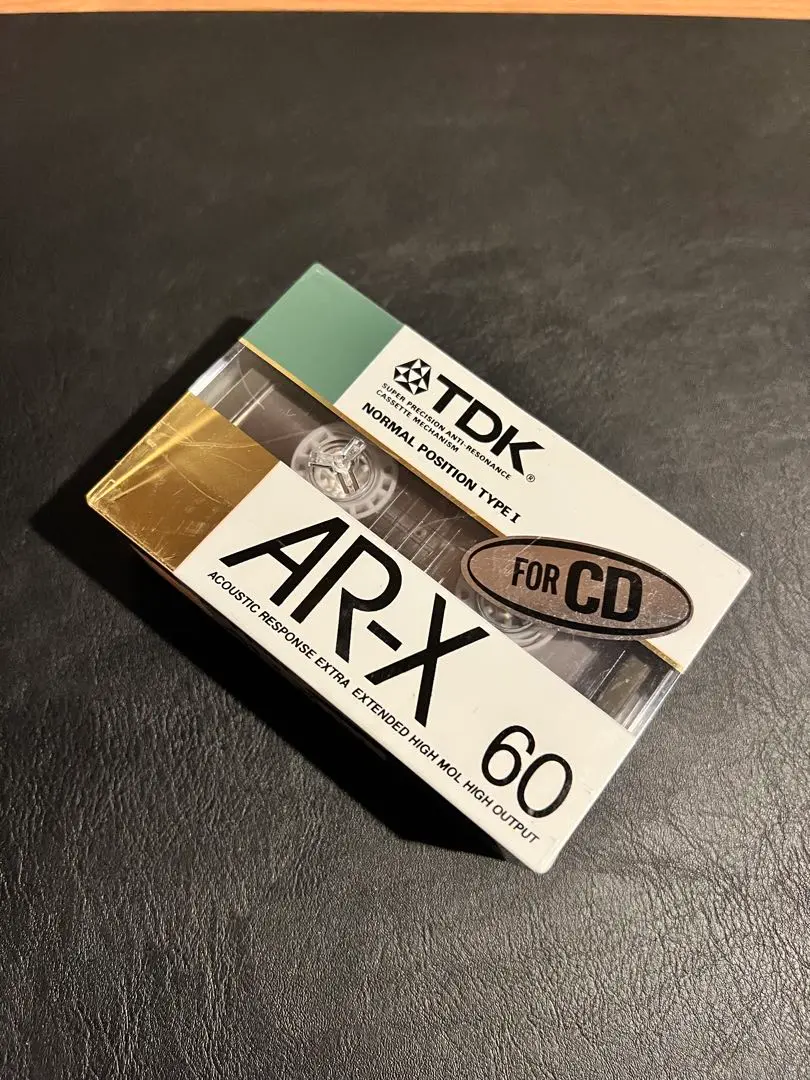 TDK®
SUPER PRECISION ANTI-RESONANCE
CASSETTE MECHANISM
NORMAL POSITION TYPE I
FOR CD
AR-X 60
ACOUSTIC RESPONSE EXTRA EXTENDED HIGH MOL HIGH OUTPUT